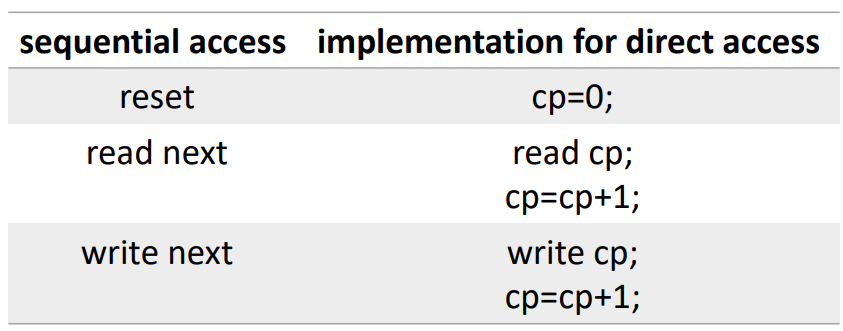 sequential access implementation for direct access
reset cp=0;
read next read cp;
cp=cp+1;
write next write cp;
cp=cp+1;